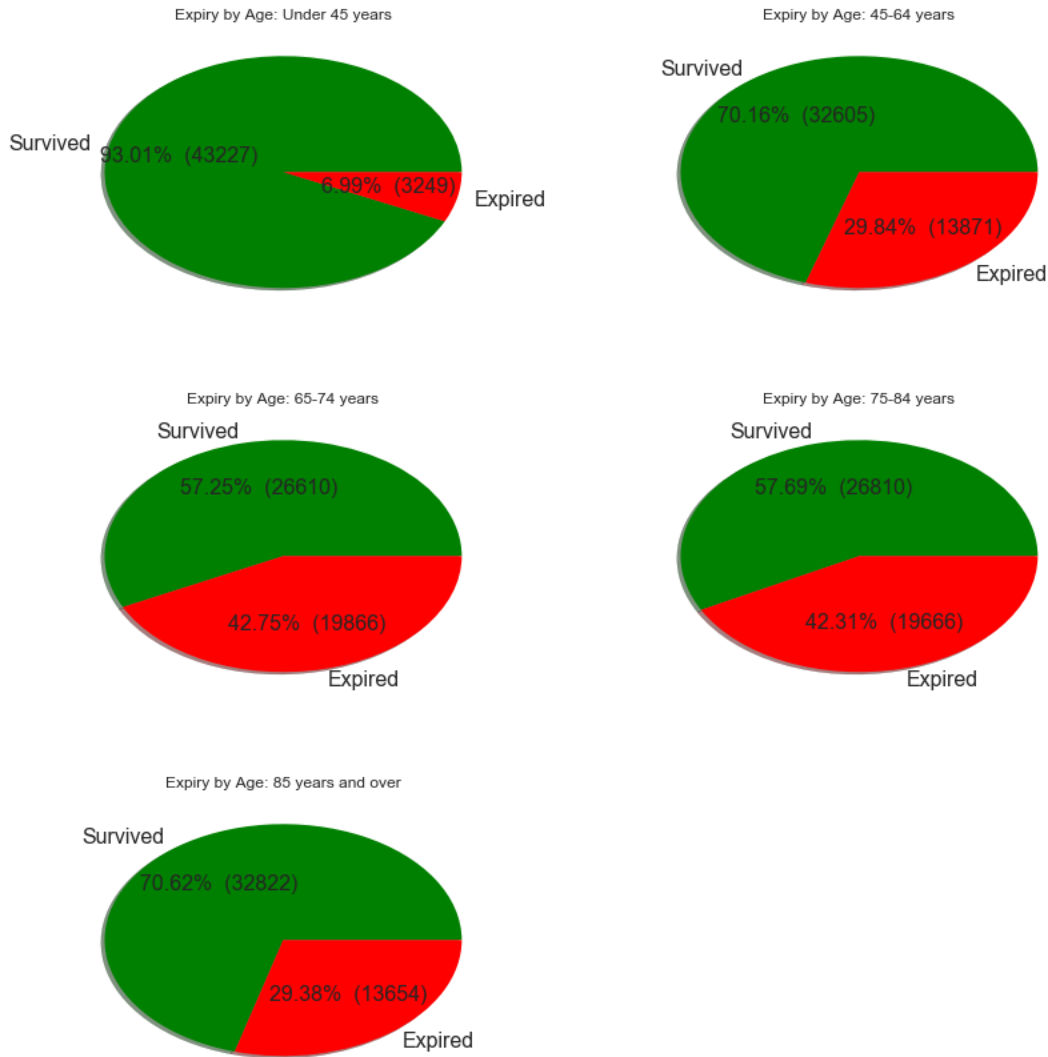 Expiry by Age: Under 45 years
Survived
93.01% (43227)
6.99% (3249)
Expired
Expiry by Age: 45-64 years
Survived
70.16% (32605)
29.84% (13871)
Expired
Expiry by Age: 65-74 years
Survived
57.25% (26610)
42.75% (19866)
Expired
Expiry by Age: 75-84 years
Survived
57.69% (26810)
42.31% (19666)
Expired
Expiry by Age: 85 years and over
Survived
70.62% (32822)
29.38% (13654)
Expired